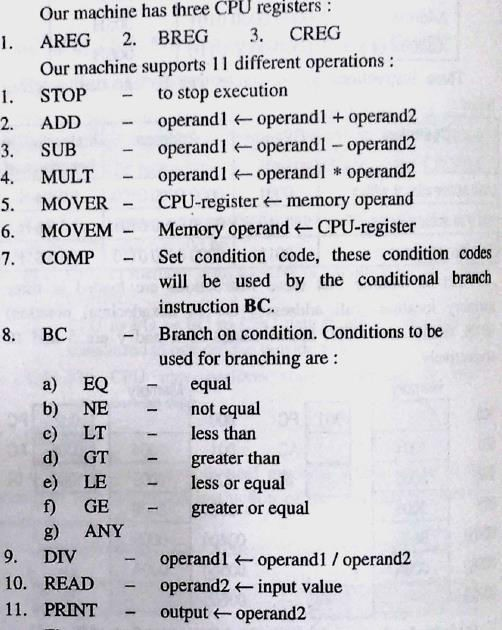 Our machine has three CPU registers :
1. AREG 2. BREG 3. CREG
Our machine supports 11 different operations :
1. STOP – to stop execution
2. ADD – operand1 ← operand1 + operand2
3. SUB – operand1 ← operand1 – operand2
4. MULT – operand1 ← operand1 * operand2
5. MOVER – CPU-register ← memory operand
6. MOVEM – Memory operand ← CPU-register
7. COMP – Set condition code, these condition codes
will be used by the conditional branch
instruction BC.
8. BC – Branch on condition. Conditions to be
used for branching are :
a) EQ – equal
b) NE – not equal
c) LT – less than
d) GT – greater than
e) LE – less or equal
f) GE – greater or equal
g) ANY
9. DIV – operand1 ← operand1 / operand2
10. READ – operand2 ← input value
11. PRINT – output ← operand2